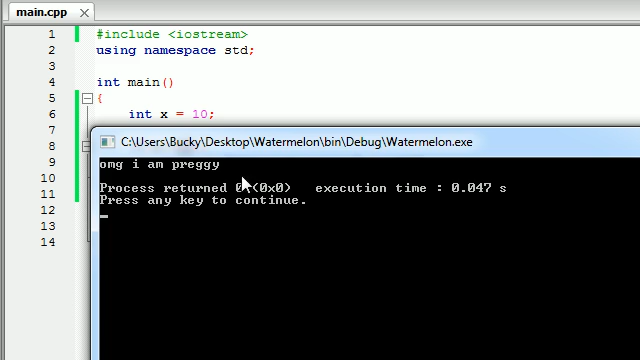 main.cpp
1 #include <iostream>
2 using namespace std;
3
4 int main()
5 {
6 int x = 10;
7
8
9
10
11
12
13
14
C:\Users\Bucky\Desktop\Watermelon\bin\Debug\Watermelon.exe
omg i am preggy
Process returned 0 (0x0) execution time : 0.047 s
Press any key to continue.